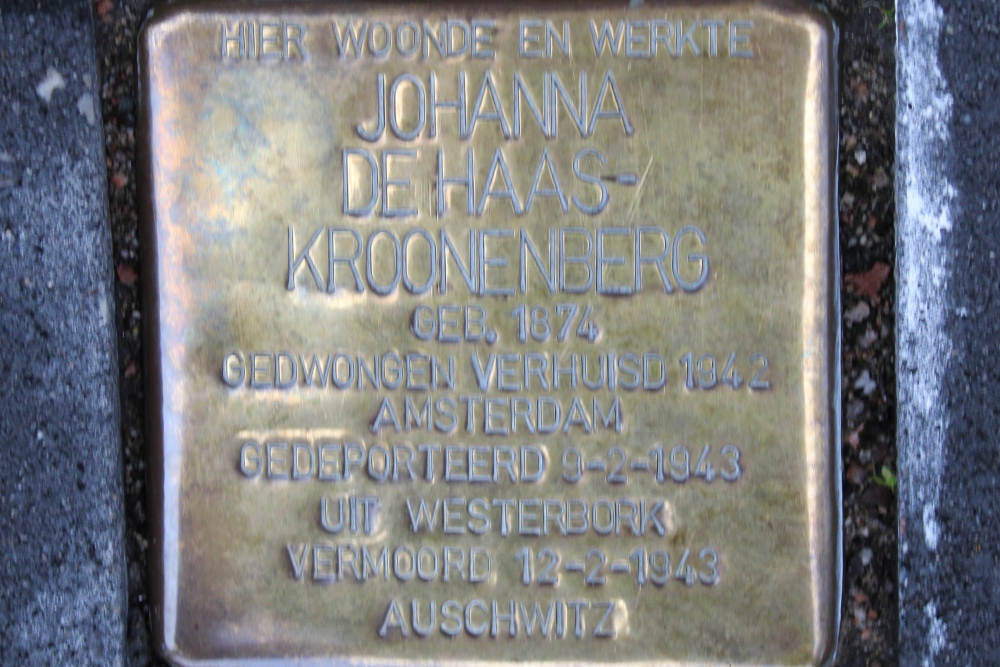 HIER WOONDE EN WERKTE
JOHANNA
DE HAAS-
KROONENBERG
GEB. 1874
GEDWONGEN VERHUISD 1942
AMSTERDAM
GEDEPORTEERD 9-2-1943
UIT WESTERBORK
VERMOORD 12-2-1943
AUSCHWITZ